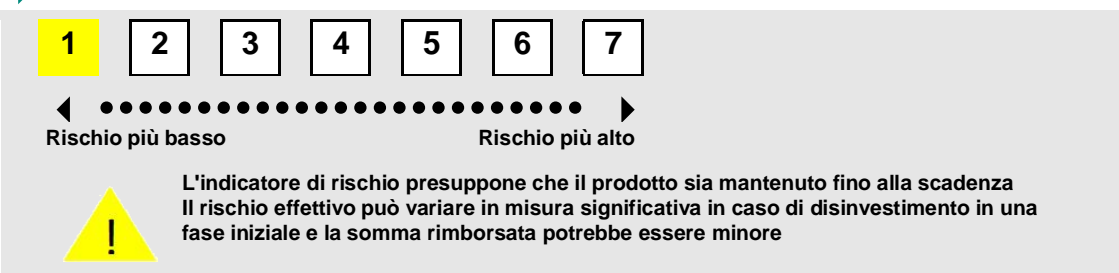 1 2 3 4 5 6 7
Rischio più basso Rischio più alto
L'indicatore di rischio presuppone che il prodotto sia mantenuto fino alla scadenza
Il rischio effettivo può variare in misura significativa in caso di disinvestimento in una
fase iniziale e la somma rimborsata potrebbe essere minore
!